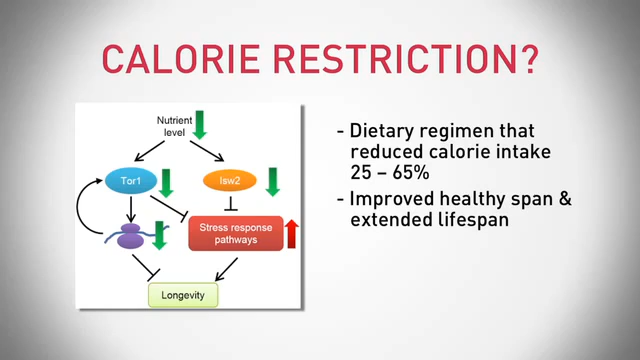 CALORIE RESTRICTION?
Nutrient
level
Tor1
Isw2
Stress response
pathways
Longevity
- Dietary regimen that
reduced calorie intake
25 – 65%
- Improved healthy span &
extended lifespan